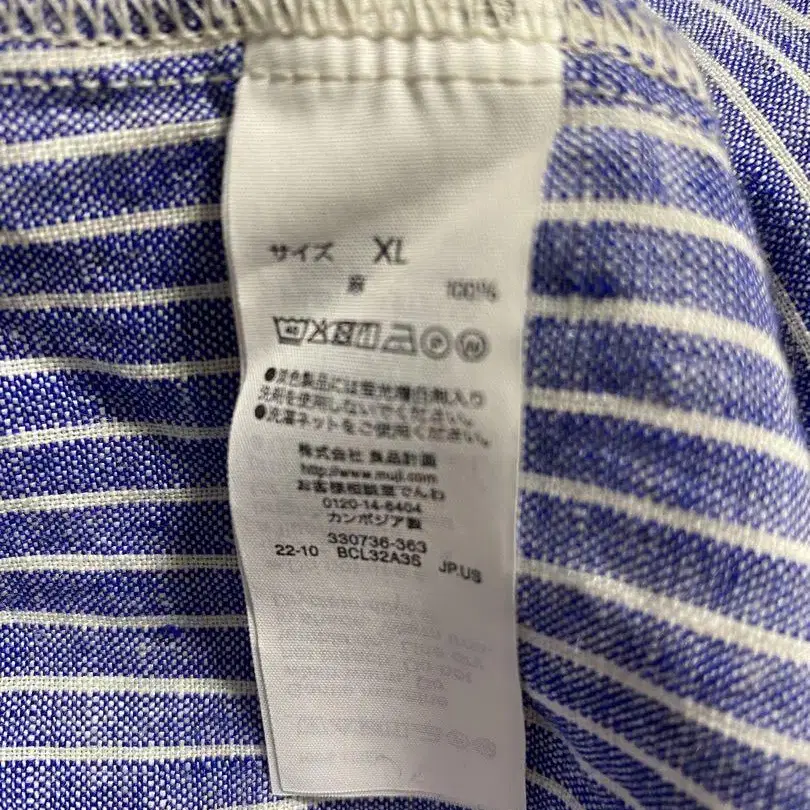 サイズ XL
麻 100%
●淡色製品には蛍光増白剤入り
洗剤を使用しないでください。
●洗濯ネットをご使用ください。
株式会社 良品計画
http://www.muji.com
お客様相談室でんわ
0120-14-6404
カンボジア製
330736-363
22-10 BCL32A3S JP.US